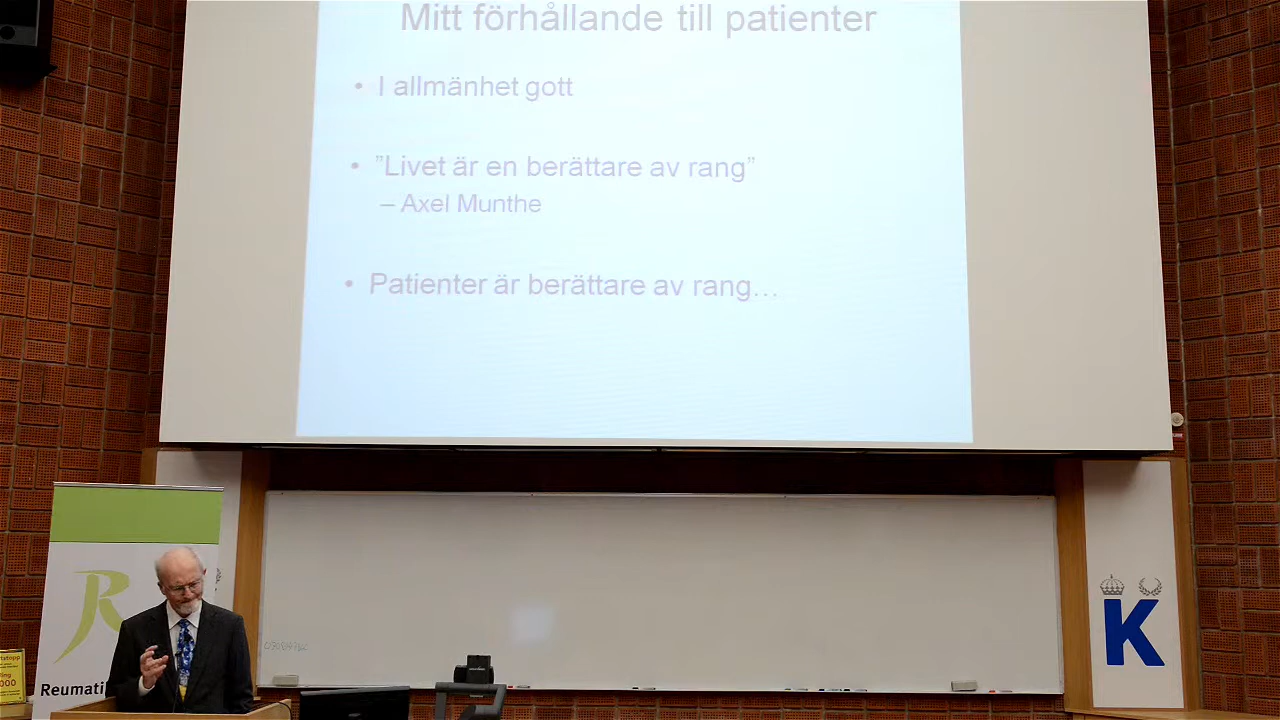 Mitt förhållande till patienter
• I allmänhet gott
• ”Livet är en berättare av rang”
– Axel Munthe
• Patienter är berättare av rang…
R
Reumati
K